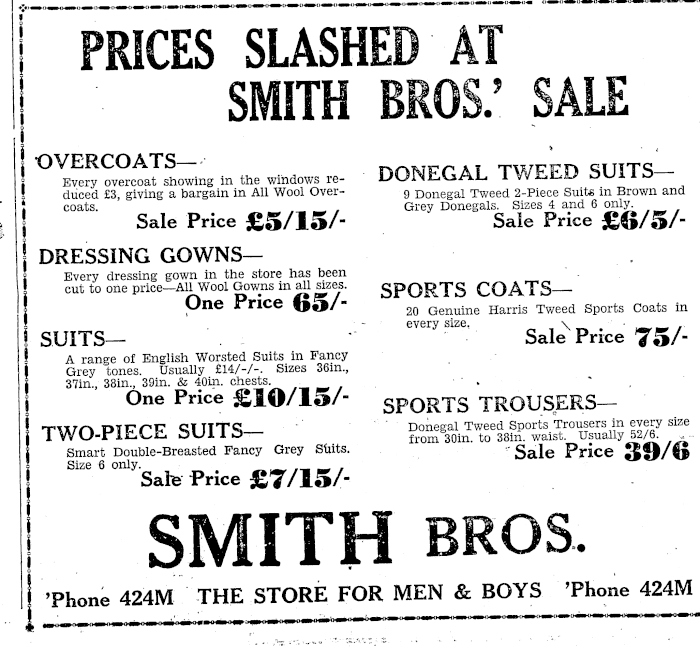 PRICES SLASHED AT
SMITH BROS.' SALE
OVERCOATS—
Every overcoat showing in the windows re-
duced £3, giving a bargain in All Wool Over-
coats.
Sale Price £5/15/-
DRESSING GOWNS—
Every dressing gown in the store has been
cut to one price—All Wool Gowns in all sizes.
One Price 65/-
SUITS—
A range of English Worsted Suits in Fancy
Grey tones. Usually £14/-/-. Sizes 36in.,
37in., 38in., 39in. & 40in. chests.
One Price £10/15/-
TWO-PIECE SUITS—
Smart Double-Breasted Fancy Grey Suits.
Size 6 only.
Sale Price £7/15/-
DONEGAL TWEED SUITS—
9 Donegal Tweed 2-Piece Suits in Brown and
Grey Donegals. Sizes 4 and 6 only.
Sale Price £6/5/-
SPORTS COATS—
20 Genuine Harris Tweed Sports Coats in
every size.
Sale Price 75/-
SPORTS TROUSERS—
Donegal Tweed Sports Trousers in every size
from 30in. to 38in. waist. Usually 52/6.
Sale Price 39/6
SMITH BROS.
'Phone 424M THE STORE FOR MEN & BOYS 'Phone 424M